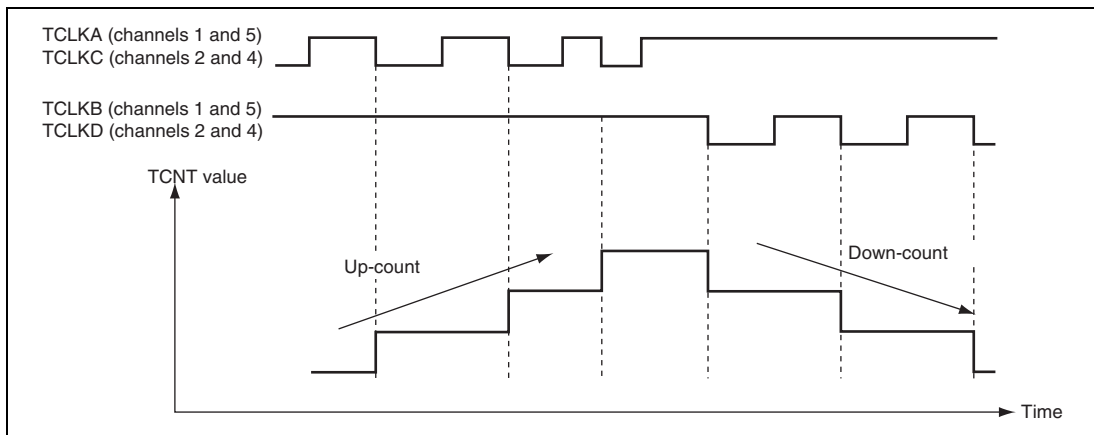 TCLKA (channels 1 and 5)
TCLKC (channels 2 and 4)
TCLKB (channels 1 and 5)
TCLKD (channels 2 and 4)
TCNT value
Up-count
Down-count
Time